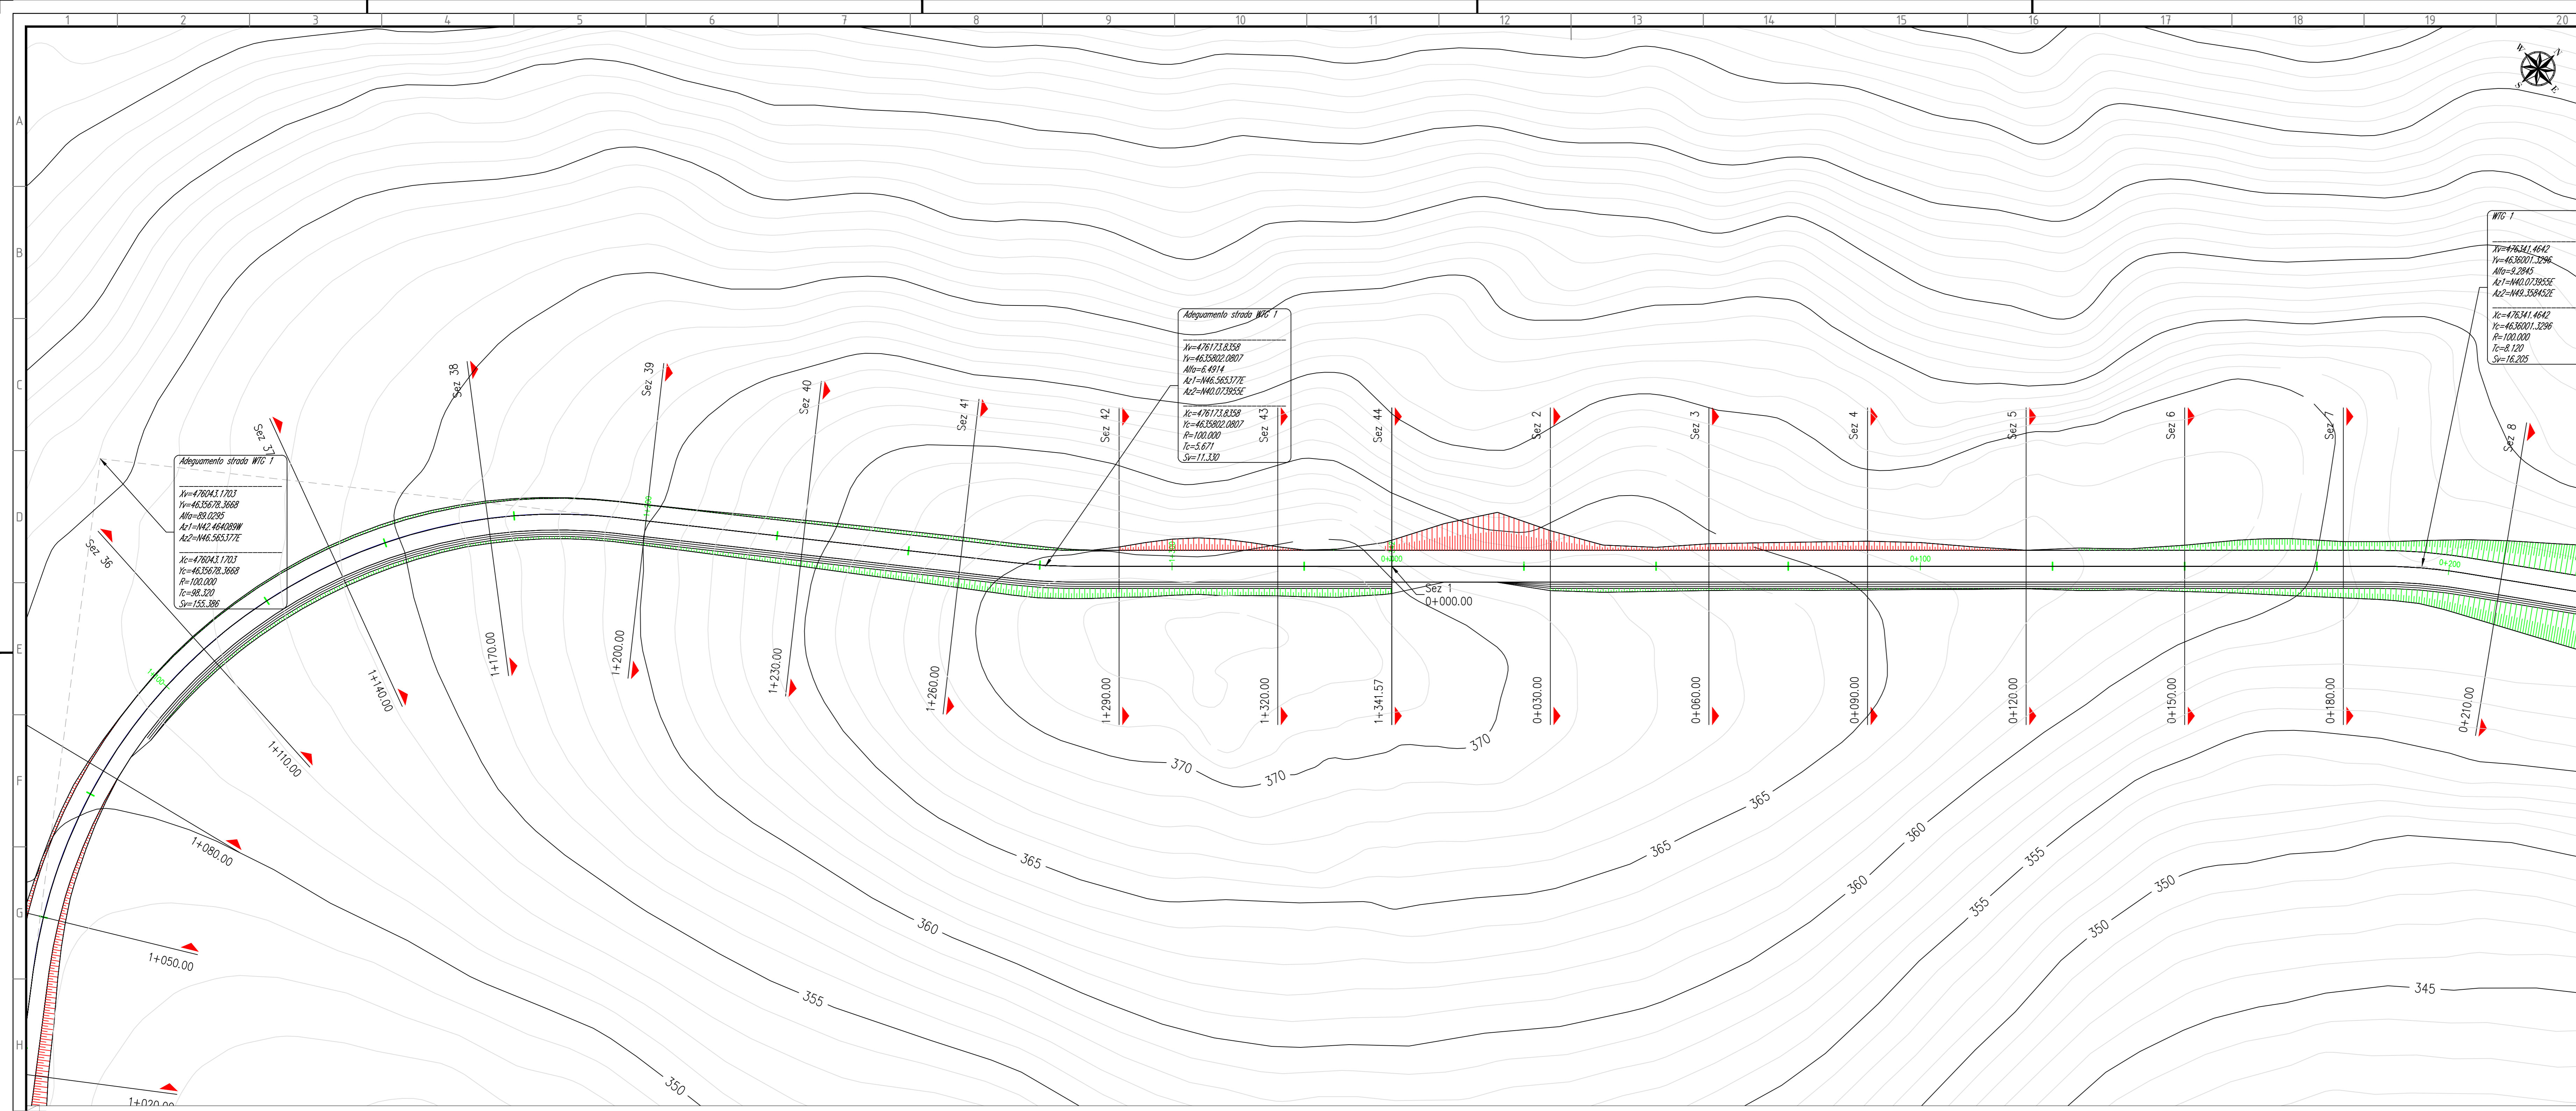 1 2 3 4 5 6 7 8 9 10 11 12 13 14 15 16 17 18 19 20
W N
S E
A
B
C
D
E
F
G
H
WTG 1
Xv=476341.4642
Yv=4636001.3296
Alfa=9.2845
Az1=N40.073955E
Az2=N49.358452E
Xc=476341.4642
Yc=4636001.3296
R=100.000
Tc=8.120
Sv=16.205
Adeguamento strada WTG 1
Xv=476173.8358
Yv=4635802.0807
Alfa=6.4914
Az1=N46.565377E
Az2=N40.073955E
Xc=476173.8358
Yc=4635802.0807
R=100.000
Tc=5.671
Sv=11.330
Adeguamento strada WTG 1
Xv=476043.1703
Yv=4635678.3668
Alfa=89.0295
Az1=N42.464089W
Az2=N46.565377E
Xc=476043.1703
Yc=4635678.3668
R=100.000
Tc=98.320
Sv=155.386
Sez 36
Sez 37
Sez 38
Sez 39
Sez 40
Sez 41
Sez 42
Sez 43
Sez 44
Sez 2
Sez 3
Sez 4
Sez 5
Sez 6
Sez 7
Sez 8
0+000
0+100
0+200
Sez 1
0+000.00
1+020.00
1+050.00
1+080.00
1+110.00
1+140.00
1+170.00
1+200.00
1+230.00
1+260.00
1+290.00
1+320.00
1+341.57
0+030.00
0+060.00
0+090.00
0+120.00
0+150.00
0+180.00
0+210.00
370
370
370
365
365
365
360
360
360
355
355
355
350
350
350
345